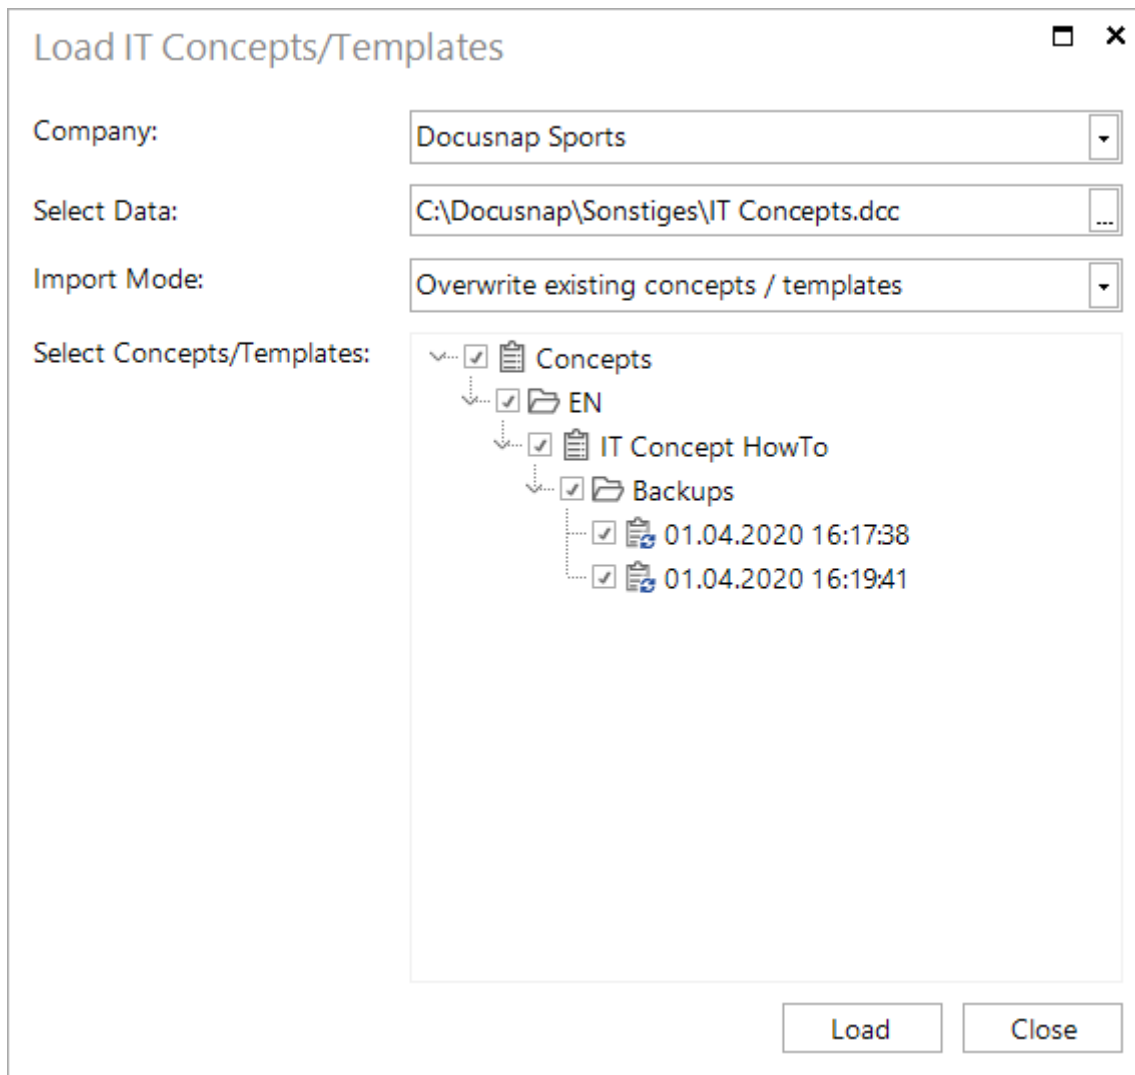 Load IT Concepts/Templates
Company:
Docusnap Sports
Select Data:
C:\Docusnap\Sonstiges\IT Concepts.dcc
...
Import Mode:
Overwrite existing concepts / templates
Select Concepts/Templates:
Concepts
EN
IT Concept HowTo
Backups
01.04.2020 16:17:38
01.04.2020 16:19:41
Load
Close